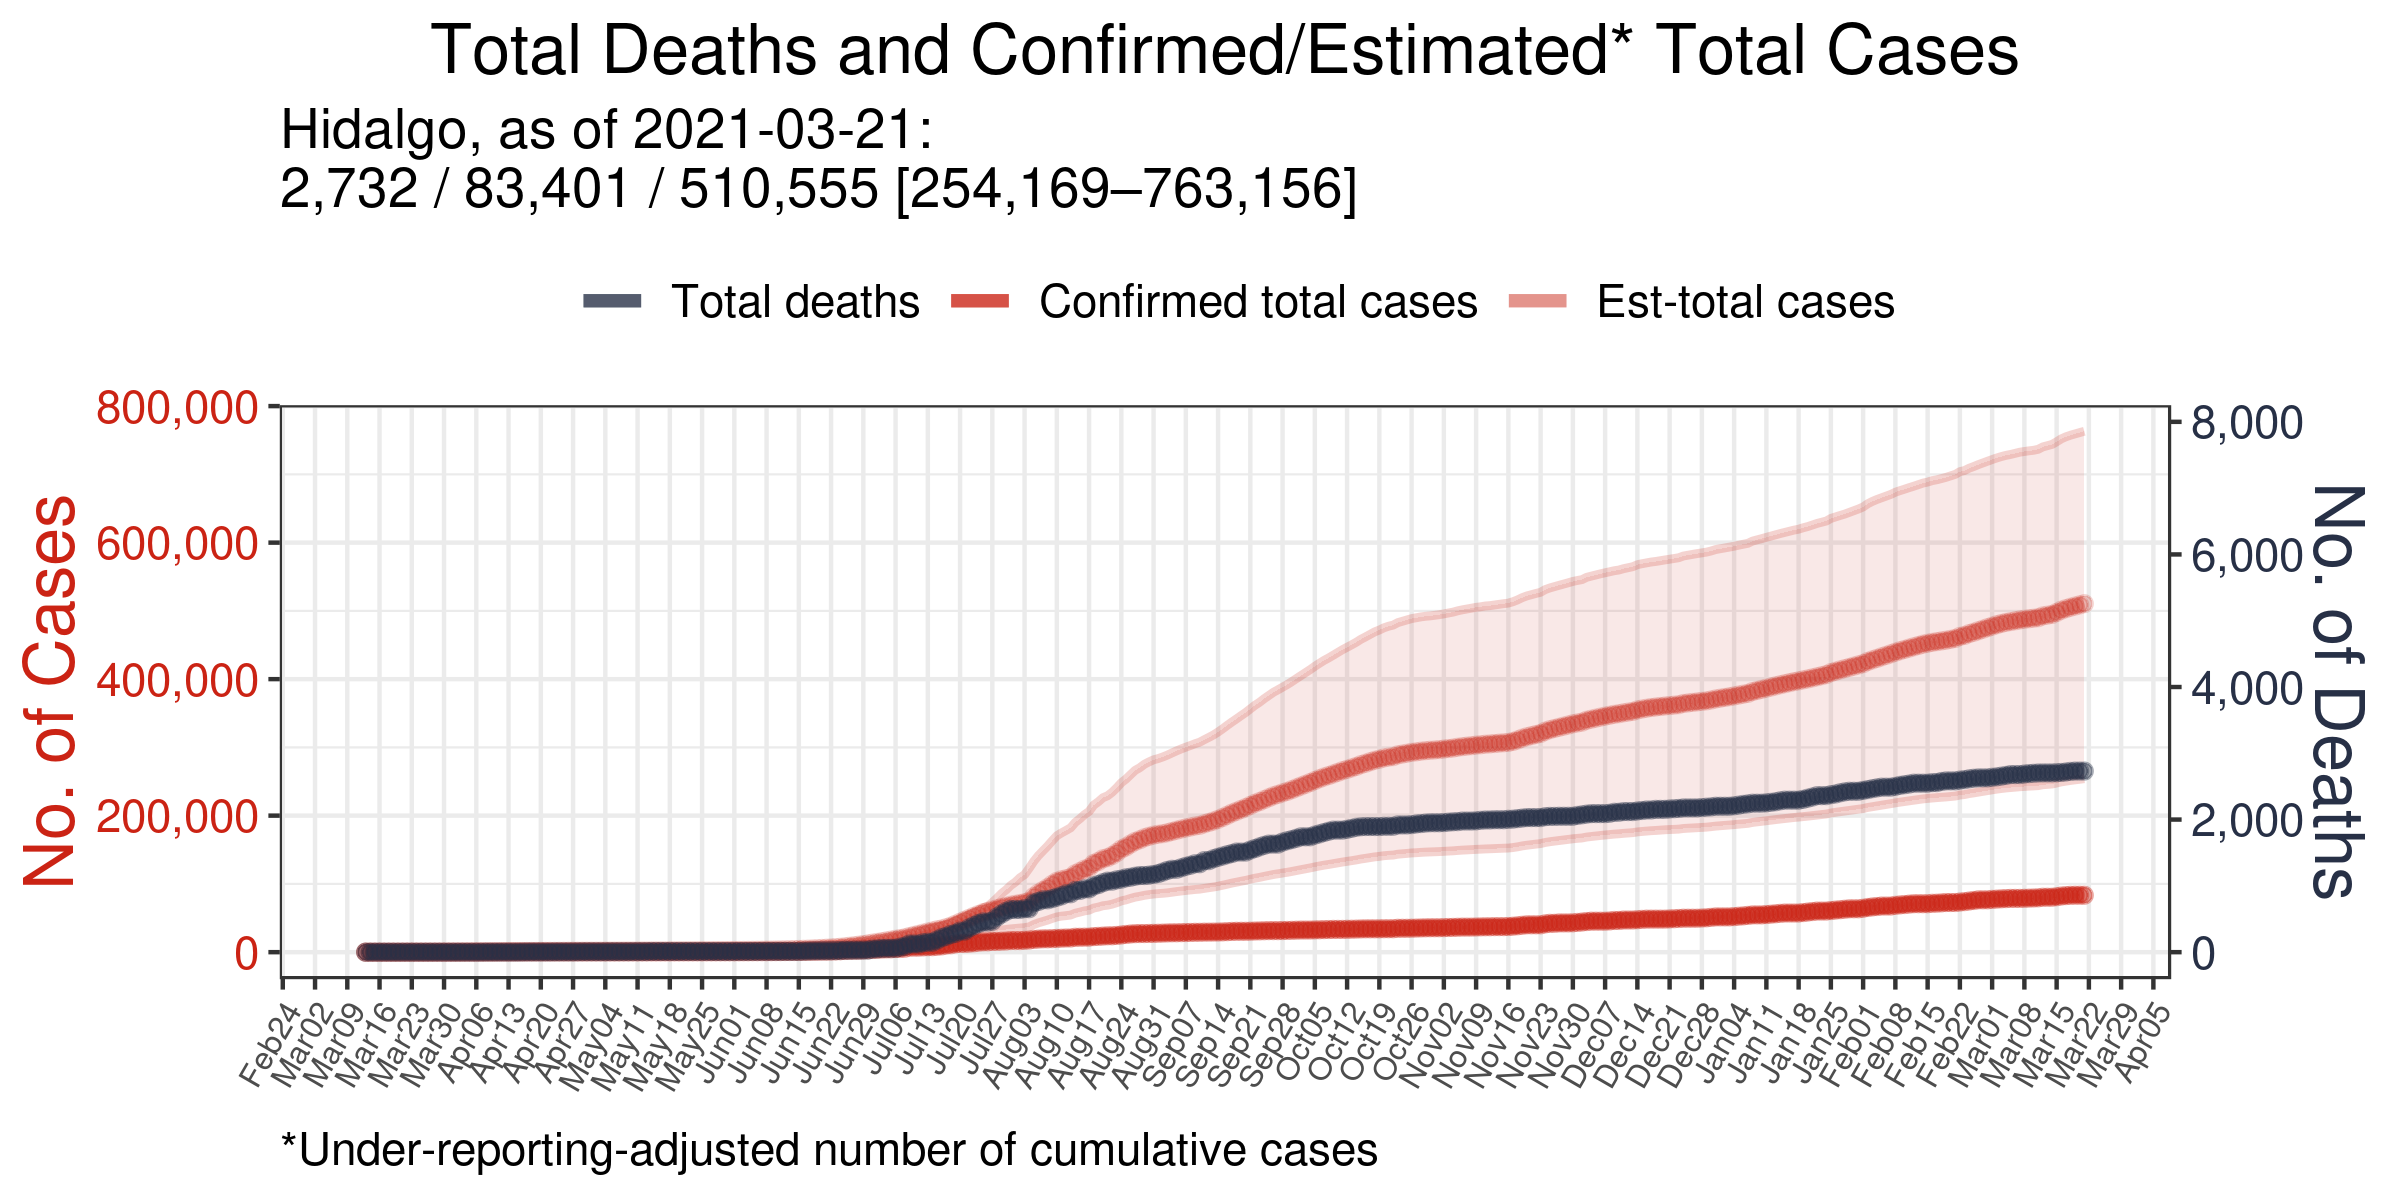 Total Deaths and Confirmed/Estimated* Total Cases
Hidalgo, as of 2021-03-21:
2,732 / 83,401 / 510,555 [254,169–763,156]
Total deaths
Confirmed total cases
Est-total cases
No. of Cases
800,000
600,000
400,000
200,000
0
8,000
6,000
4,000
2,000
0
No. of Deaths
Feb24
Mar02
Mar09
Mar16
Mar23
Mar30
Apr06
Apr13
Apr20
Apr27
May04
May11
May18
May25
Jun01
Jun08
Jun15
Jun22
Jun29
Jul06
Jul13
Jul20
Jul27
Aug03
Aug10
Aug17
Aug24
Aug31
Sep07
Sep14
Sep21
Sep28
Oct05
Oct12
Oct19
Oct26
Nov02
Nov09
Nov16
Nov23
Nov30
Dec07
Dec14
Dec21
Dec28
Jan04
Jan11
Jan18
Jan25
Feb01
Feb08
Feb15
Feb22
Mar01
Mar08
Mar15
Mar22
Mar29
Apr05
*Under-reporting-adjusted number of cumulative cases